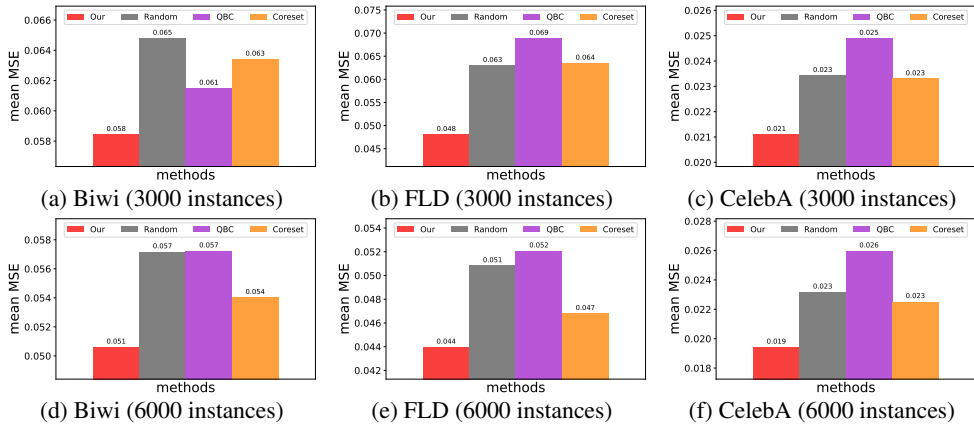 Our Random QBC Coreset
mean MSE
0.066
0.064
0.062
0.060
0.058
0.058
0.065
0.061
0.063
methods
(a) Biwi (3000 instances)
Our Random QBC Coreset
mean MSE
0.075
0.070
0.065
0.060
0.055
0.050
0.045
0.048
0.063
0.069
0.064
methods
(b) FLD (3000 instances)
Our Random QBC Coreset
mean MSE
0.026
0.025
0.024
0.023
0.022
0.021
0.020
0.021
0.023
0.025
0.023
methods
(c) CelebA (3000 instances)
Our Random QBC Coreset
mean MSE
0.058
0.056
0.054
0.052
0.050
0.051
0.057
0.057
0.054
methods
(d) Biwi (6000 instances)
Our Random QBC Coreset
mean MSE
0.054
0.052
0.050
0.048
0.046
0.044
0.042
0.044
0.051
0.052
0.047
methods
(e) FLD (6000 instances)
Our Random QBC Coreset
mean MSE
0.028
0.026
0.024
0.022
0.020
0.018
0.019
0.023
0.026
0.023
methods
(f) CelebA (6000 instances)